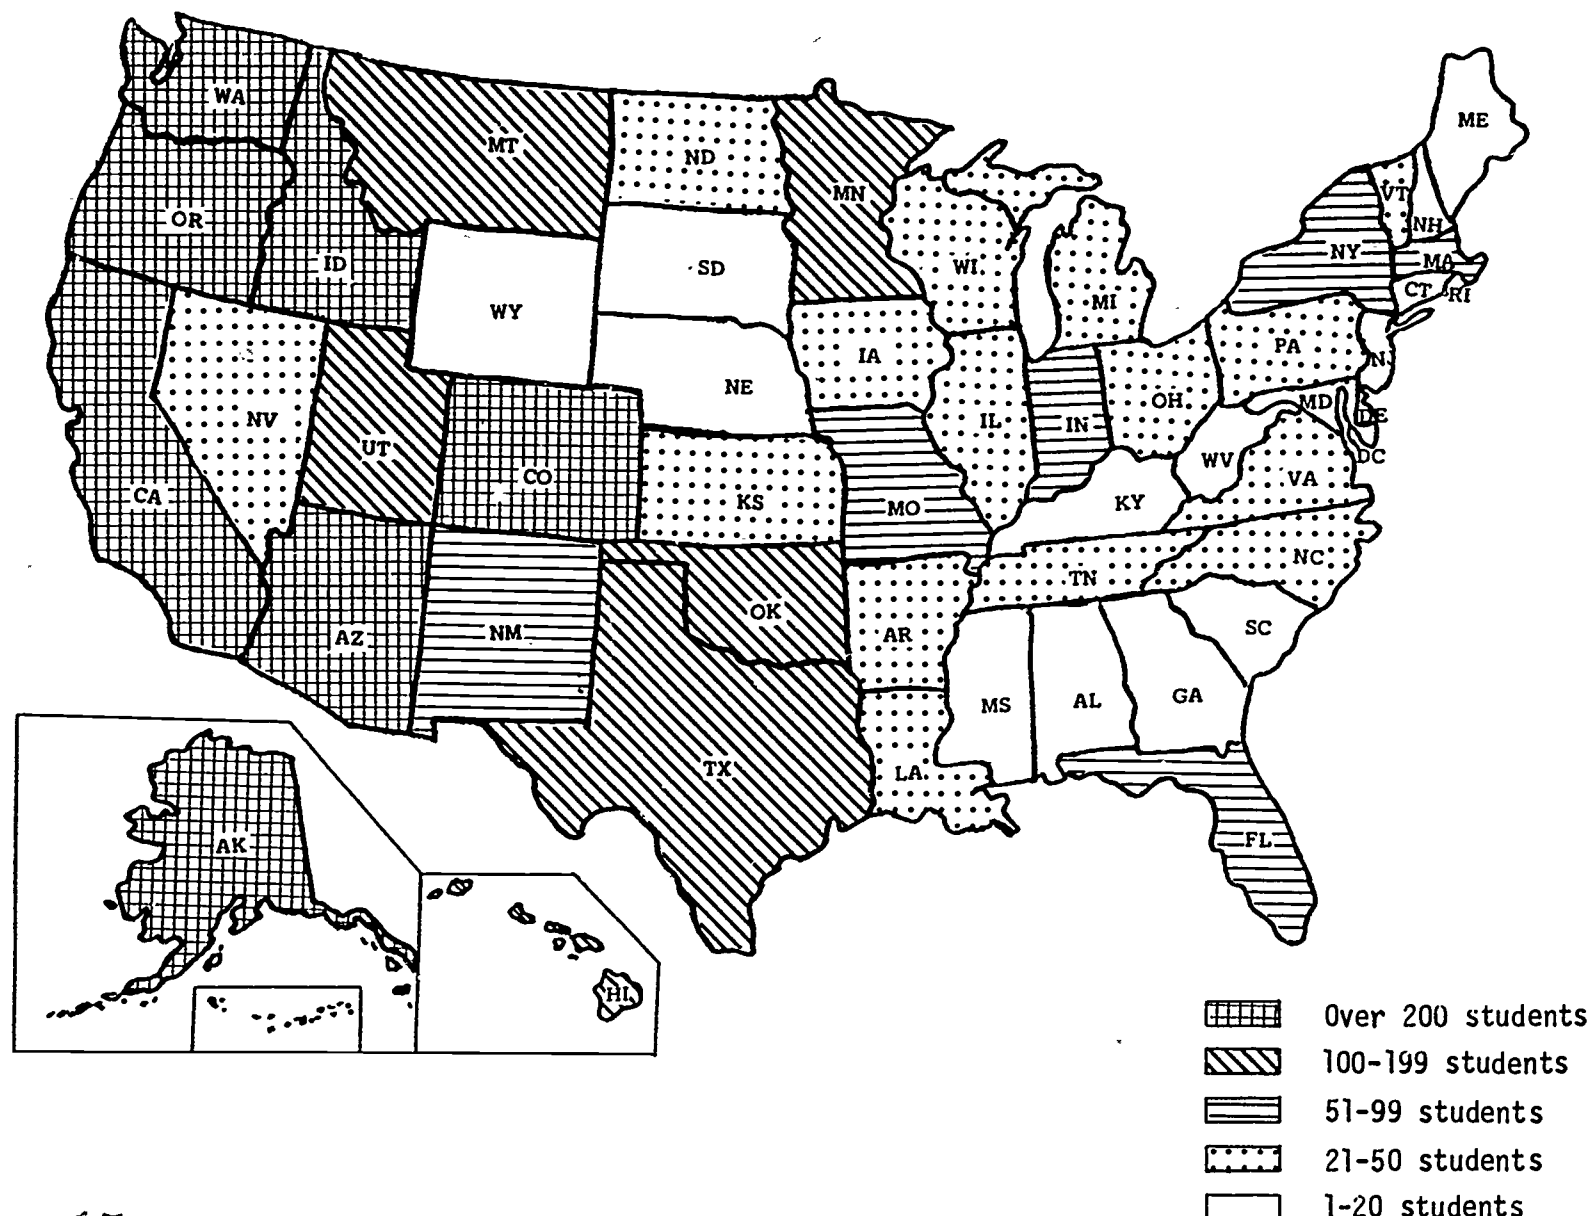 WA
MT
ND
MN
ME
OR
ID
WY
SD
WI
MI
VT
NH
NY
MA
CT
RI
NV
UT
CO
NE
IA
IL
IN
OH
PA
NJ
MD
DE
DC
CA
KS
MO
KY
WV
VA
AZ
NM
OK
AR
TN
NC
SC
TX
LA
MS
AL
GA
FL
AK
HI
Over 200 students
100-199 students
51-99 students
21-50 students
1-20 students